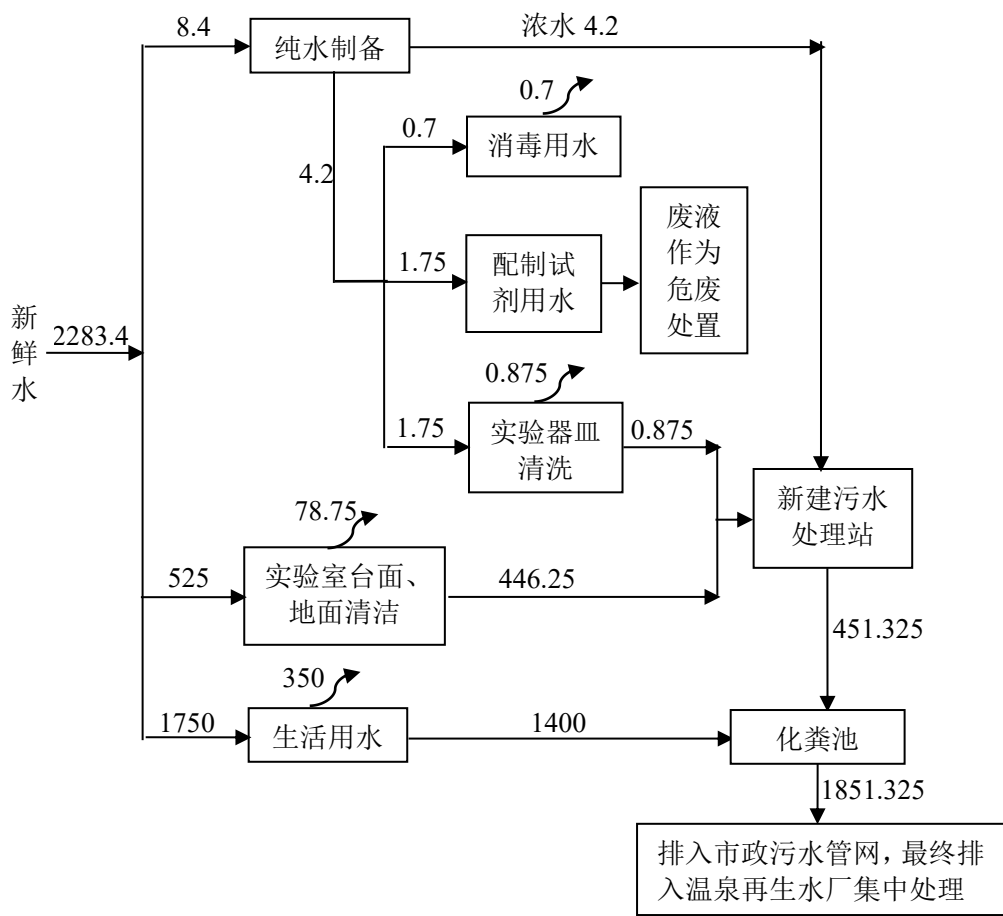 8.4
纯水制备
浓水 4.2
0.7
0.7
消毒用水
4.2
废液
作为
危废
处置
1.75
配制试
剂用水
新
鲜
水
2283.4
0.875
1.75
实验器皿
清洗
0.875
新建污水
处理站
78.75
525
实验室台面、
地面清洁
446.25
451.325
350
1750
生活用水
1400
化粪池
1851.325
排入市政污水管网，最终排
入温泉再生水厂集中处理